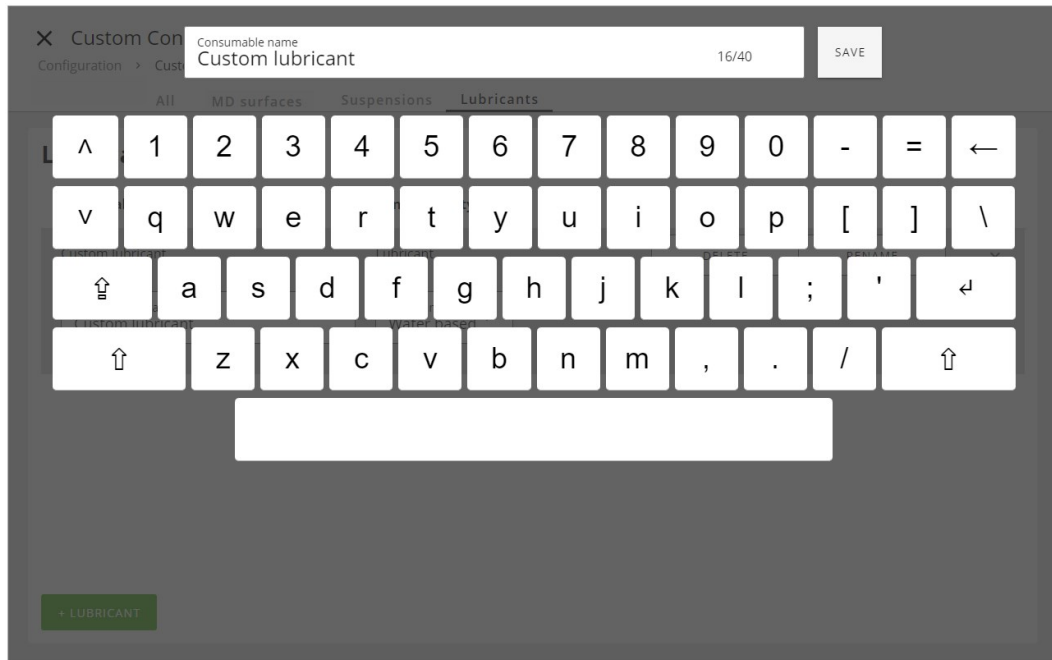 Custom Con
Consumable name
Custom lubricant
16/40
SAVE
Configuration > Cust
All MD surfaces Suspensions Lubricants
^ 1 2 3 4 5 6 7 8 9 0 - = ←
v q w e r t y u i o p [ ] \
Custom lubricant Lubricant DELETE RENAME
⇪ a s d f g h j k l ; ' ↵
Custom lubricant Water based
⇧ z x c v b n m , . / ⇧
+ LUBRICANT